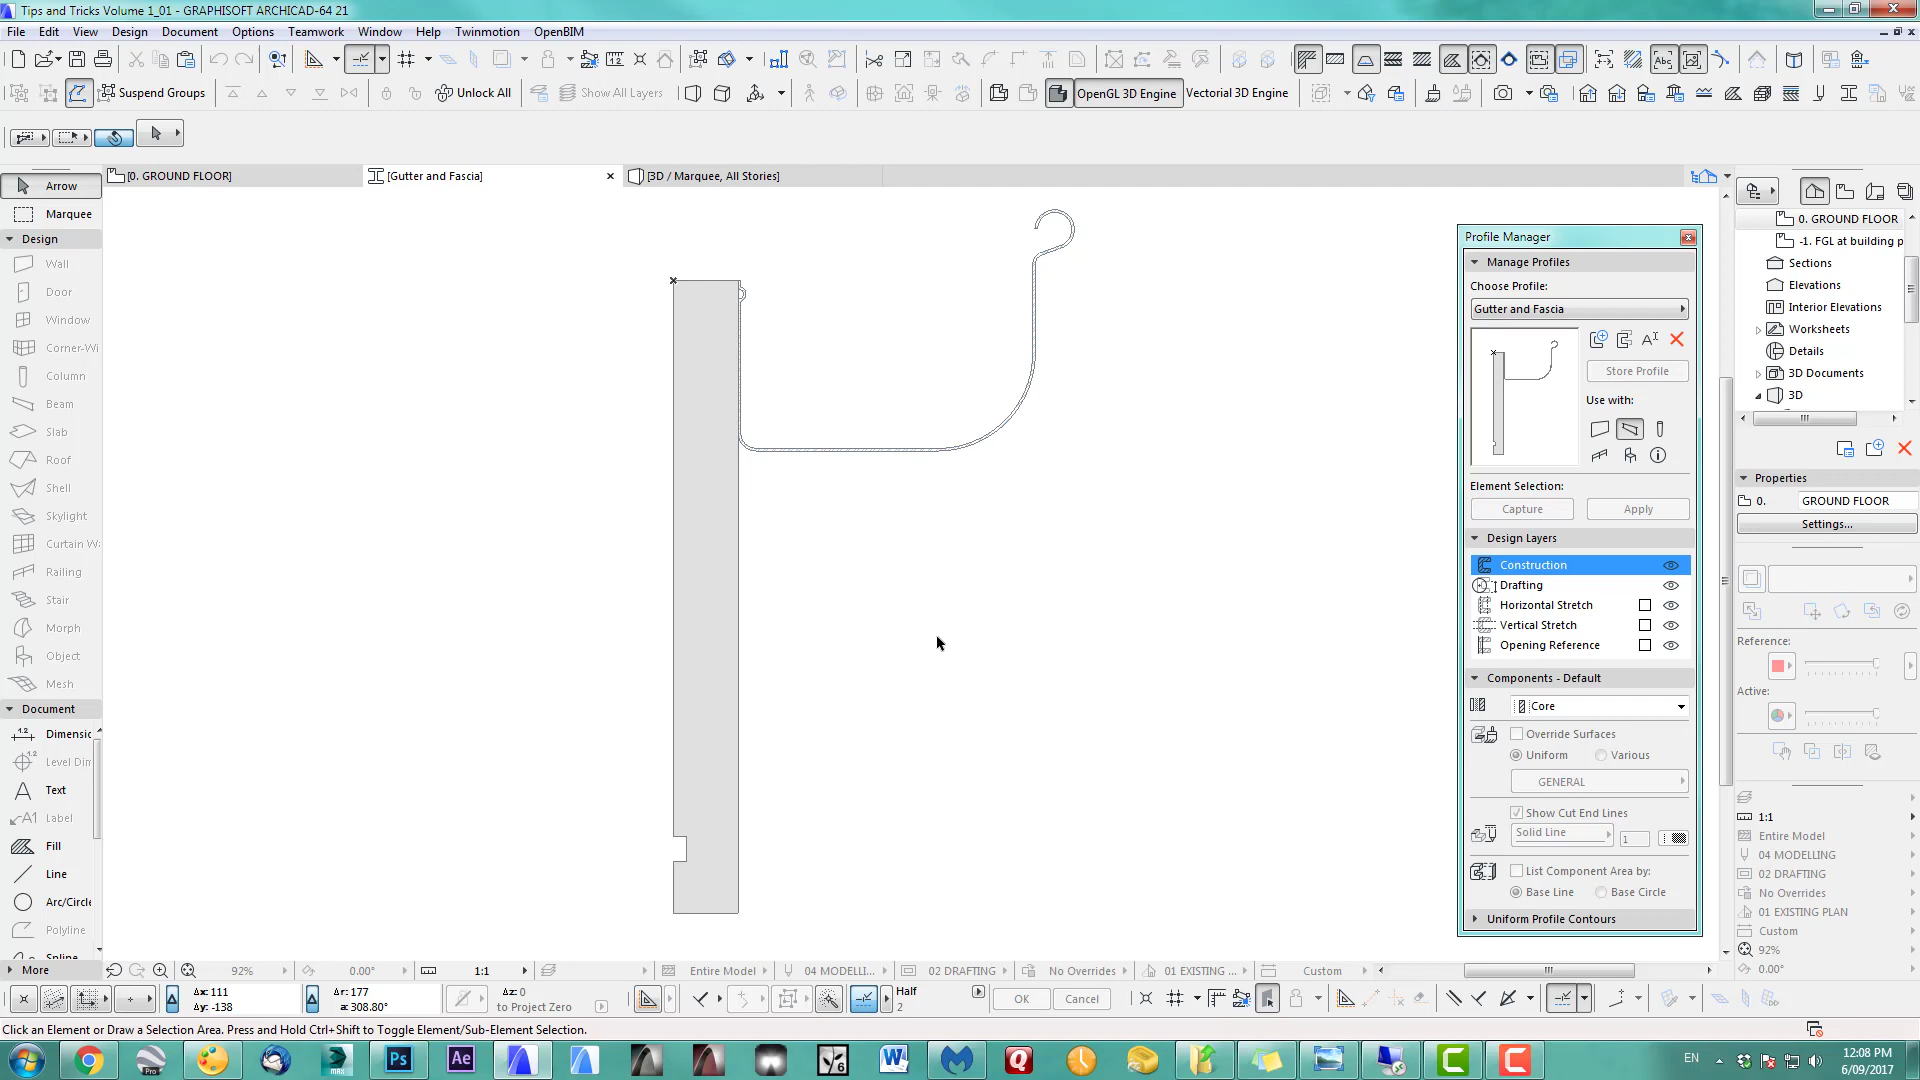 Tips and Tricks Volume 1_01 - GRAPHISOFT ARCHICAD-64 21
File Edit View Design Document Options Teamwork Window Help Twinmotion OpenBIM
Suspend Groups Unlock All Show All Layers OpenGL 3D Engine Vectorial 3D Engine
[0. GROUND FLOOR] [Gutter and Fascia] [3D / Marquee, All Stories]
Arrow
Marquee
Design
Wall
Door
Window
Corner-Wi
Column
Beam
Slab
Roof
Shell
Skylight
Curtain W
Railing
Stair
Morph
Object
Mesh
Document
Dimensic
Level Dim
Text
Label
Fill
Line
Arc/Circle
Polyline
Spline
More
Profile Manager
Manage Profiles
Choose Profile:
Gutter and Fascia
Store Profile
Use with:
Element Selection:
Capture Apply
Design Layers
Construction
Drafting
Horizontal Stretch
Vertical Stretch
Opening Reference
Components - Default
Core
Override Surfaces
Uniform Various
GENERAL
Show Cut End Lines
Solid Line 1
List Component Area by:
Base Line Base Circle
Uniform Profile Contours
0. GROUND FLOOR
-1. FGL at building p
Sections
Elevations
Interior Elevations
Worksheets
Details
3D Documents
3D
Properties
0. GROUND FLOOR
Settings...
Reference:
Active:
1:1
Entire Model
04 MODELLING
02 DRAFTING
No Overrides
01 EXISTING PLAN
Custom
92%
0.00°
92% 0.00° 1:1 Entire Model 04 MODELLI... 02 DRAFTING No Overrides 01 EXISTING ... Custom
Δx: 111 Δr: 177 Δz: 0 Half OK Cancel
Δy: -138 a: 308.80° to Project Zero 2
Click an Element or Draw a Selection Area. Press and Hold Ctrl+Shift to Toggle Element/Sub-Element Selection.
EN 12:08 PM
6/09/2017